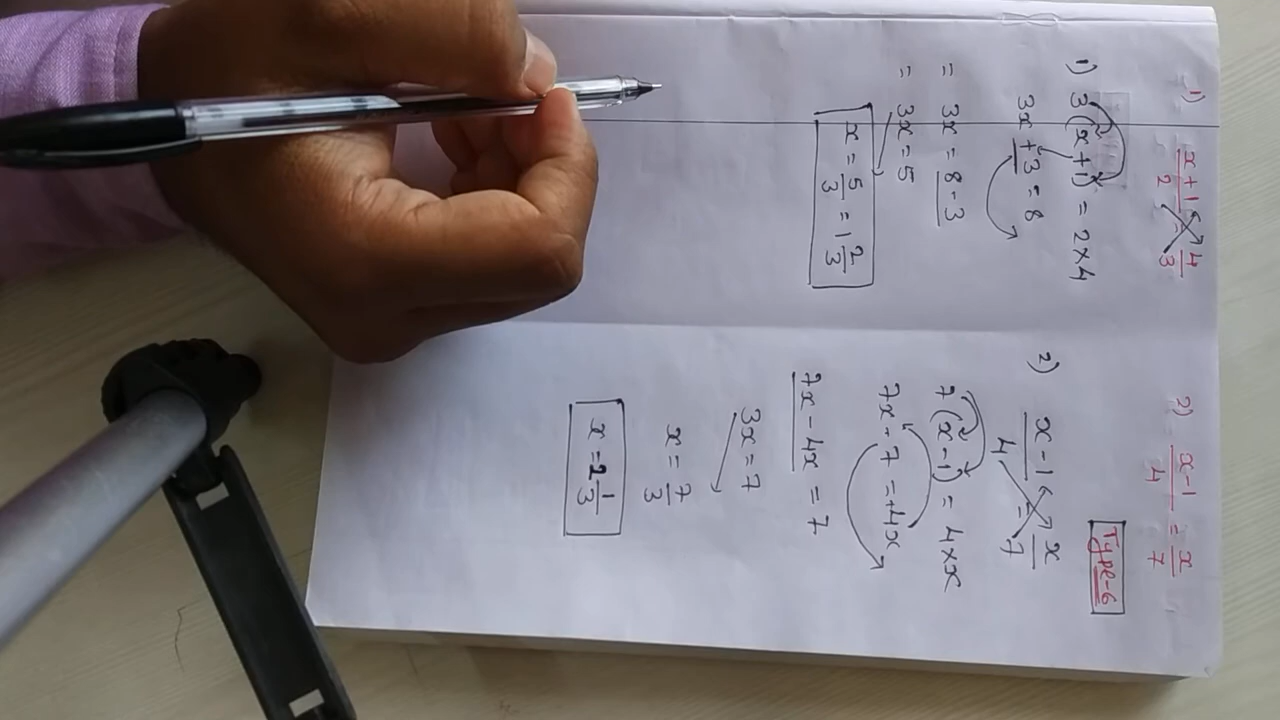 1) x+1/2 = 4/3
1) 3(x+1) = 2×4
3x +3 = 8
= 3x = 8-3
= 3x = 5
x = 5/3 = 1 2/3
2) x-1/4 = x/7
Type-6
2) x-1/4 = x/7
7(x-1) = 4×x
7x-7 = 4x
7x-4x = 7
3x = 7
x = 7/3
x = 2 1/3